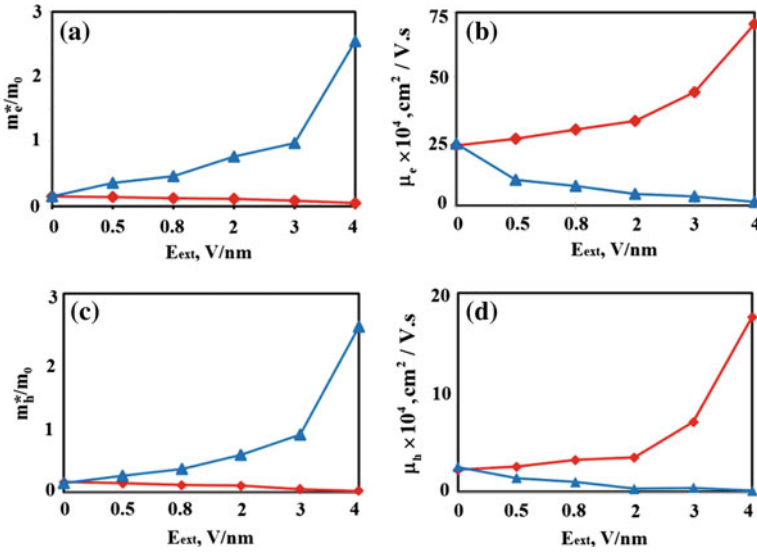 (a)
3
2
1
0
m*e/m0
0 0.5 0.8 2 3 4
Eext, V/nm
(b)
75
50
25
0
μe ×10⁴, cm² / V.s
0 0.5 0.8 2 3 4
Eext, V/nm
(c)
3
2
1
0
m*h/m0
0 0.5 0.8 2 3 4
Eext, V/nm
(d)
20
10
0
μh ×10⁴, cm² / V.s
0 0.5 0.8 2 3 4
Eext, V/nm